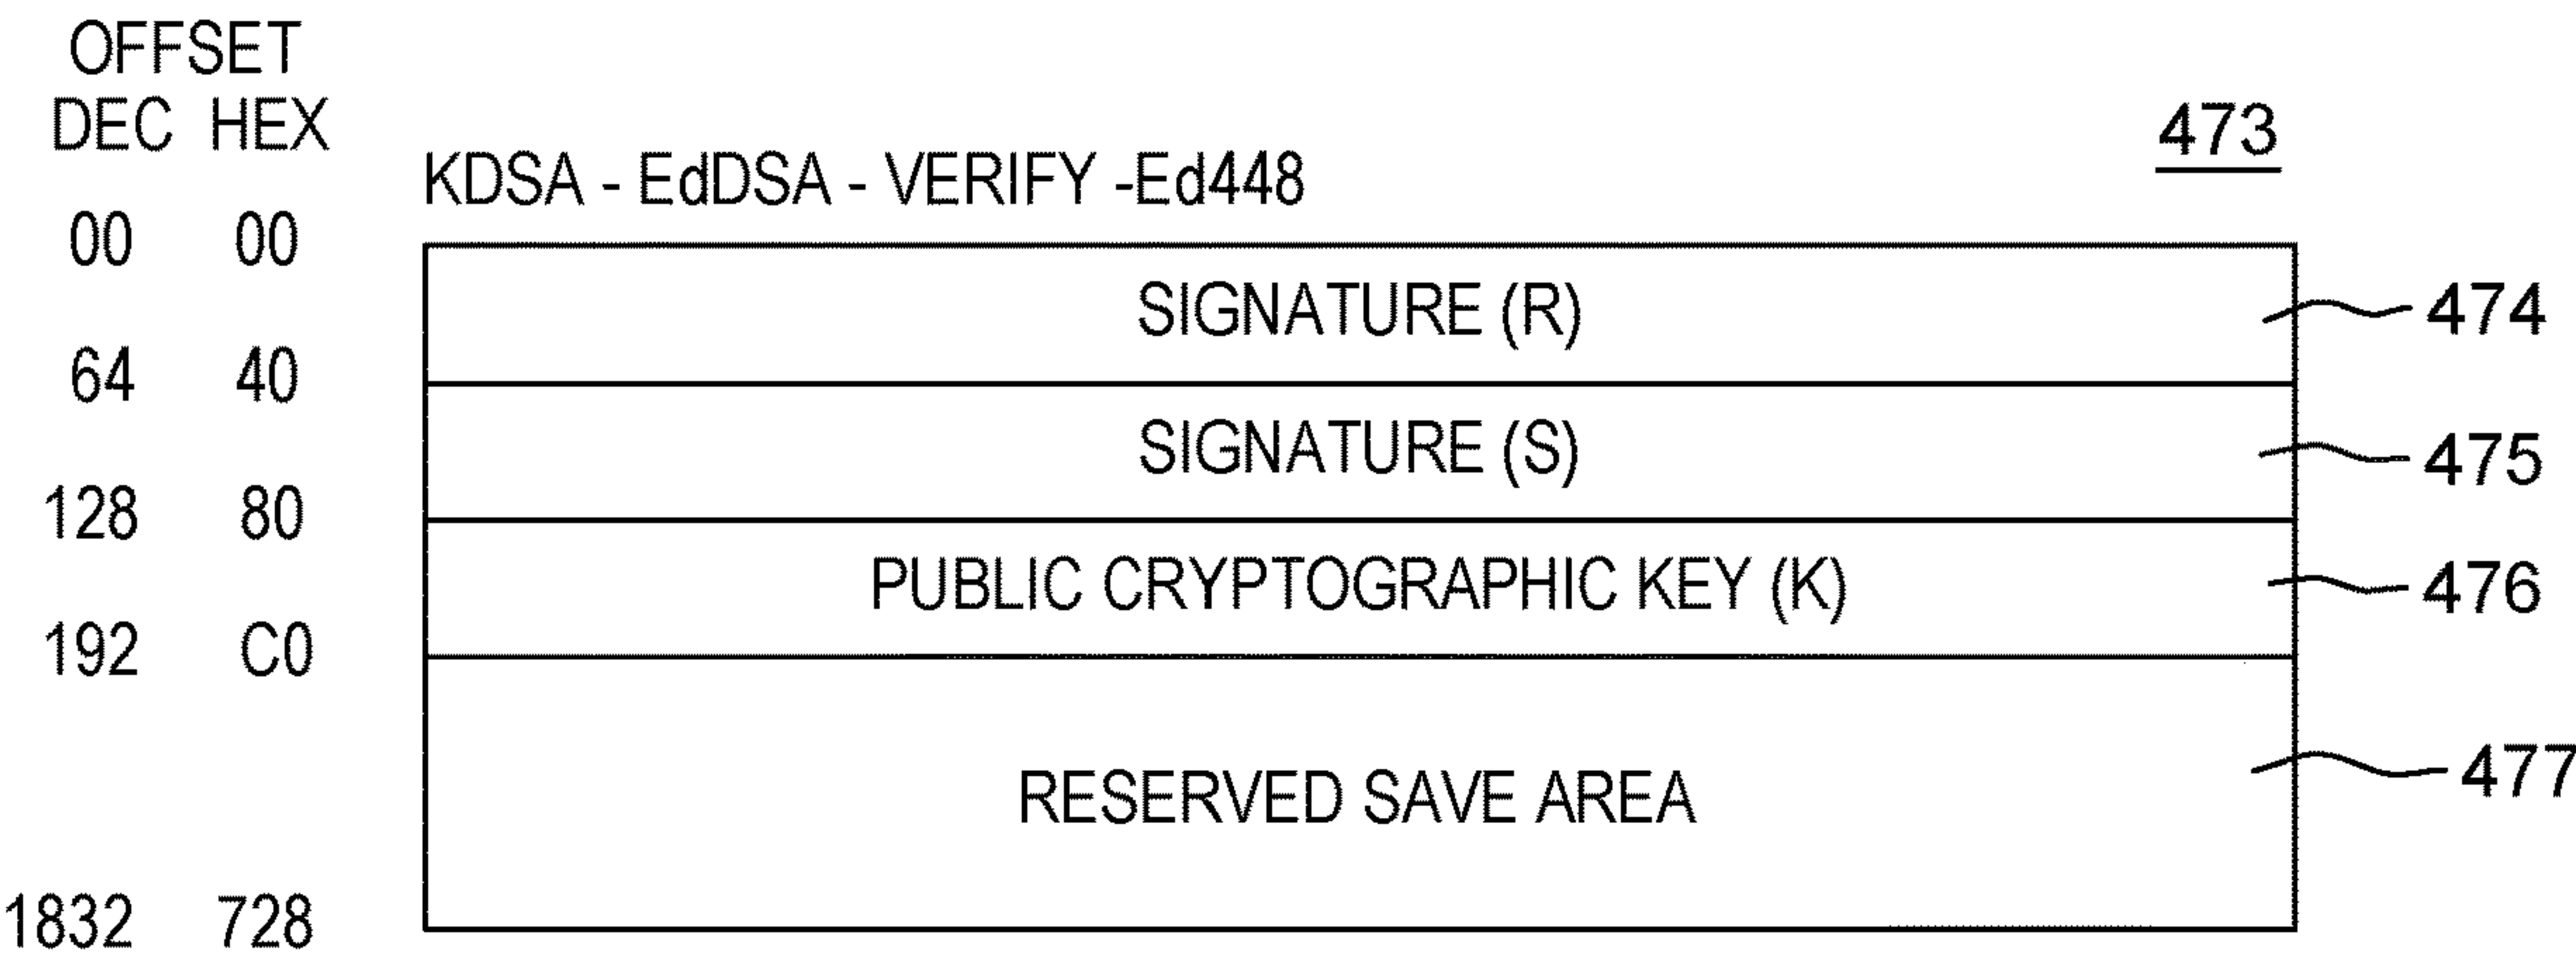 OFFSET
DEC HEX
473
KDSA - EdDSA - VERIFY -Ed448
00 00
SIGNATURE (R) 474
64 40
SIGNATURE (S) 475
128 80
PUBLIC CRYPTOGRAPHIC KEY (K) 476
192 C0
RESERVED SAVE AREA 477
1832 728